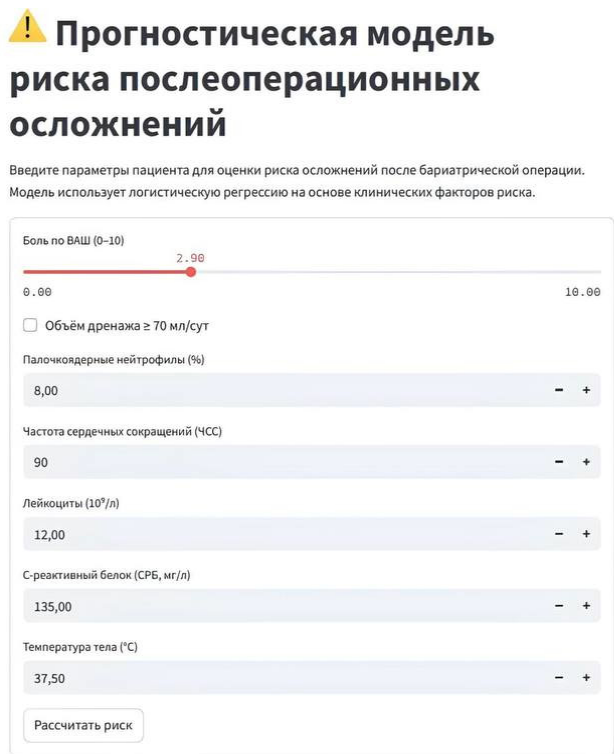 Прогностическая модель
риска послеоперационных
осложнений
Введите параметры пациента для оценки риска осложнений после бариатрической операции.
Модель использует логистическую регрессию на основе клинических факторов риска.
Боль по ВАШ (0–10)
2.90
0.00 10.00
Объём дренажа ≥ 70 мл/сут
Палочкоядерные нейтрофилы (%)
8,00
Частота сердечных сокращений (ЧСС)
90
Лейкоциты (10⁹/л)
12,00
С-реактивный белок (СРБ, мг/л)
135,00
Температура тела (°C)
37,50
Рассчитать риск